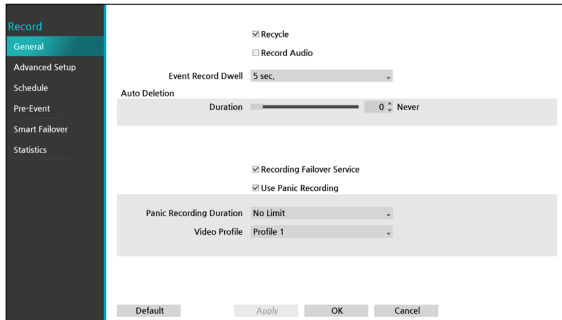 Record
General
Advanced Setup
Schedule
Pre-Event
Smart Failover
Statistics
Recycle
Record Audio
Event Record Dwell 5 sec.
Auto Deletion
Duration 0 Never
Recording Failover Service
Use Panic Recording
Panic Recording Duration No Limit
Video Profile Profile 1
Default Apply OK Cancel